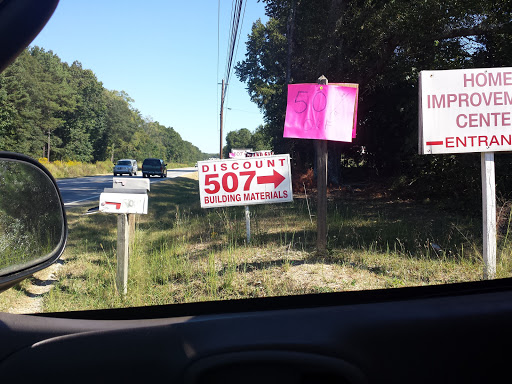 DISCOUNT
507
BUILDING MATERIALS
50
HOME
IMPROVEM
CENTE
ENTRAN